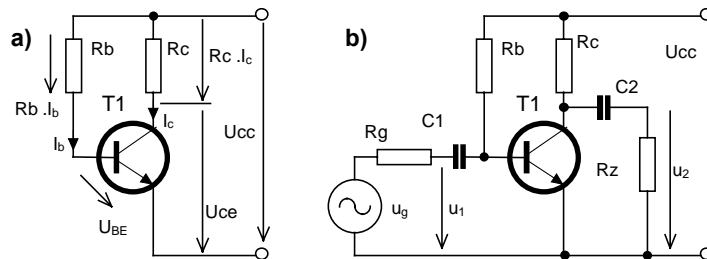 a)
Rb
Rc
Rc .Ic
Rb .Ib
T1
Ib
Ic
Ucc
Uce
UBE
b)
Rb
Rc
Ucc
C2
C1
T1
Rg
Rz
ug
u1
u2